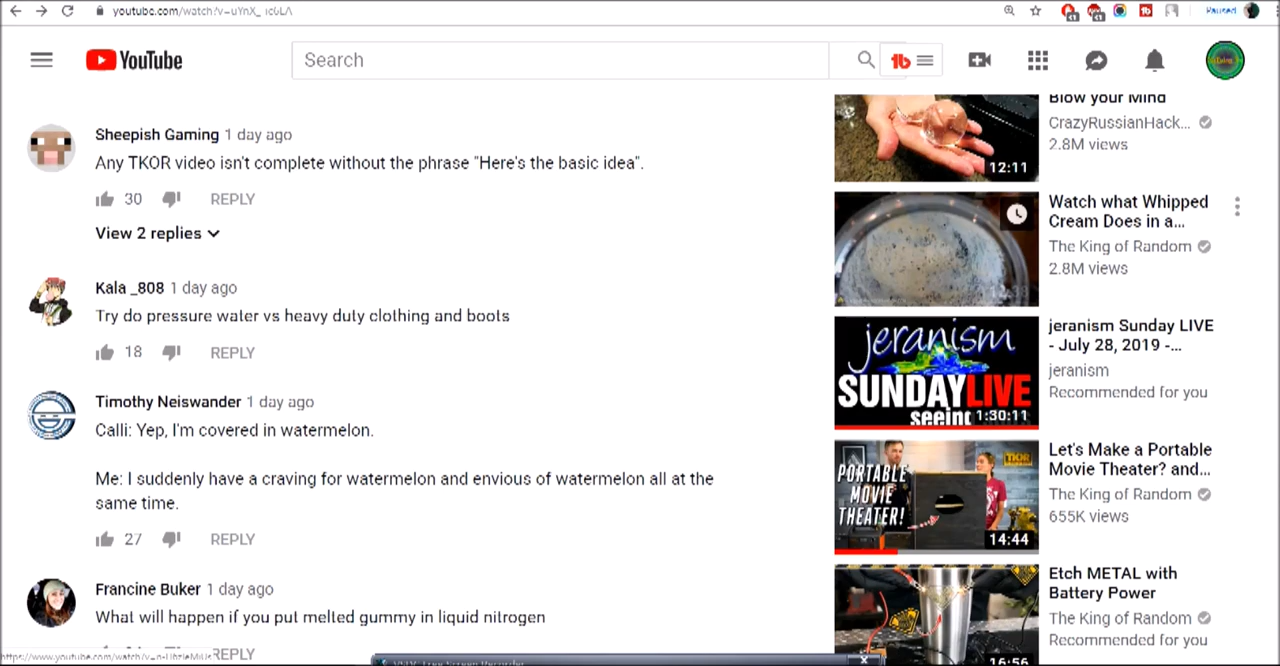 Paused
YouTube
Search
Sheepish Gaming 1 day ago
Any TKOR video isn't complete without the phrase "Here's the basic idea".
30 REPLY
View 2 replies
Kala _808 1 day ago
Try do pressure water vs heavy duty clothing and boots
18 REPLY
Timothy Neiswander 1 day ago
Calli: Yep, I'm covered in watermelon.
Me: I suddenly have a craving for watermelon and envious of watermelon all at the
same time.
27 REPLY
Francine Buker 1 day ago
What will happen if you put melted gummy in liquid nitrogen
REPLY
Blow your Mind
CrazyRussianHack...
2.8M views
12:11
Watch what Whipped
Cream Does in a...
The King of Random
2.8M views
jeranism
SUNDAY LIVE
seeing
1:30:11
jeranism Sunday LIVE
- July 28, 2019 -...
jeranism
Recommended for you
PORTABLE
MOVIE
THEATER!
TKOR
14:44
Let's Make a Portable
Movie Theater? and...
The King of Random
655K views
Etch METAL with
Battery Power
The King of Random
Recommended for you
16:56